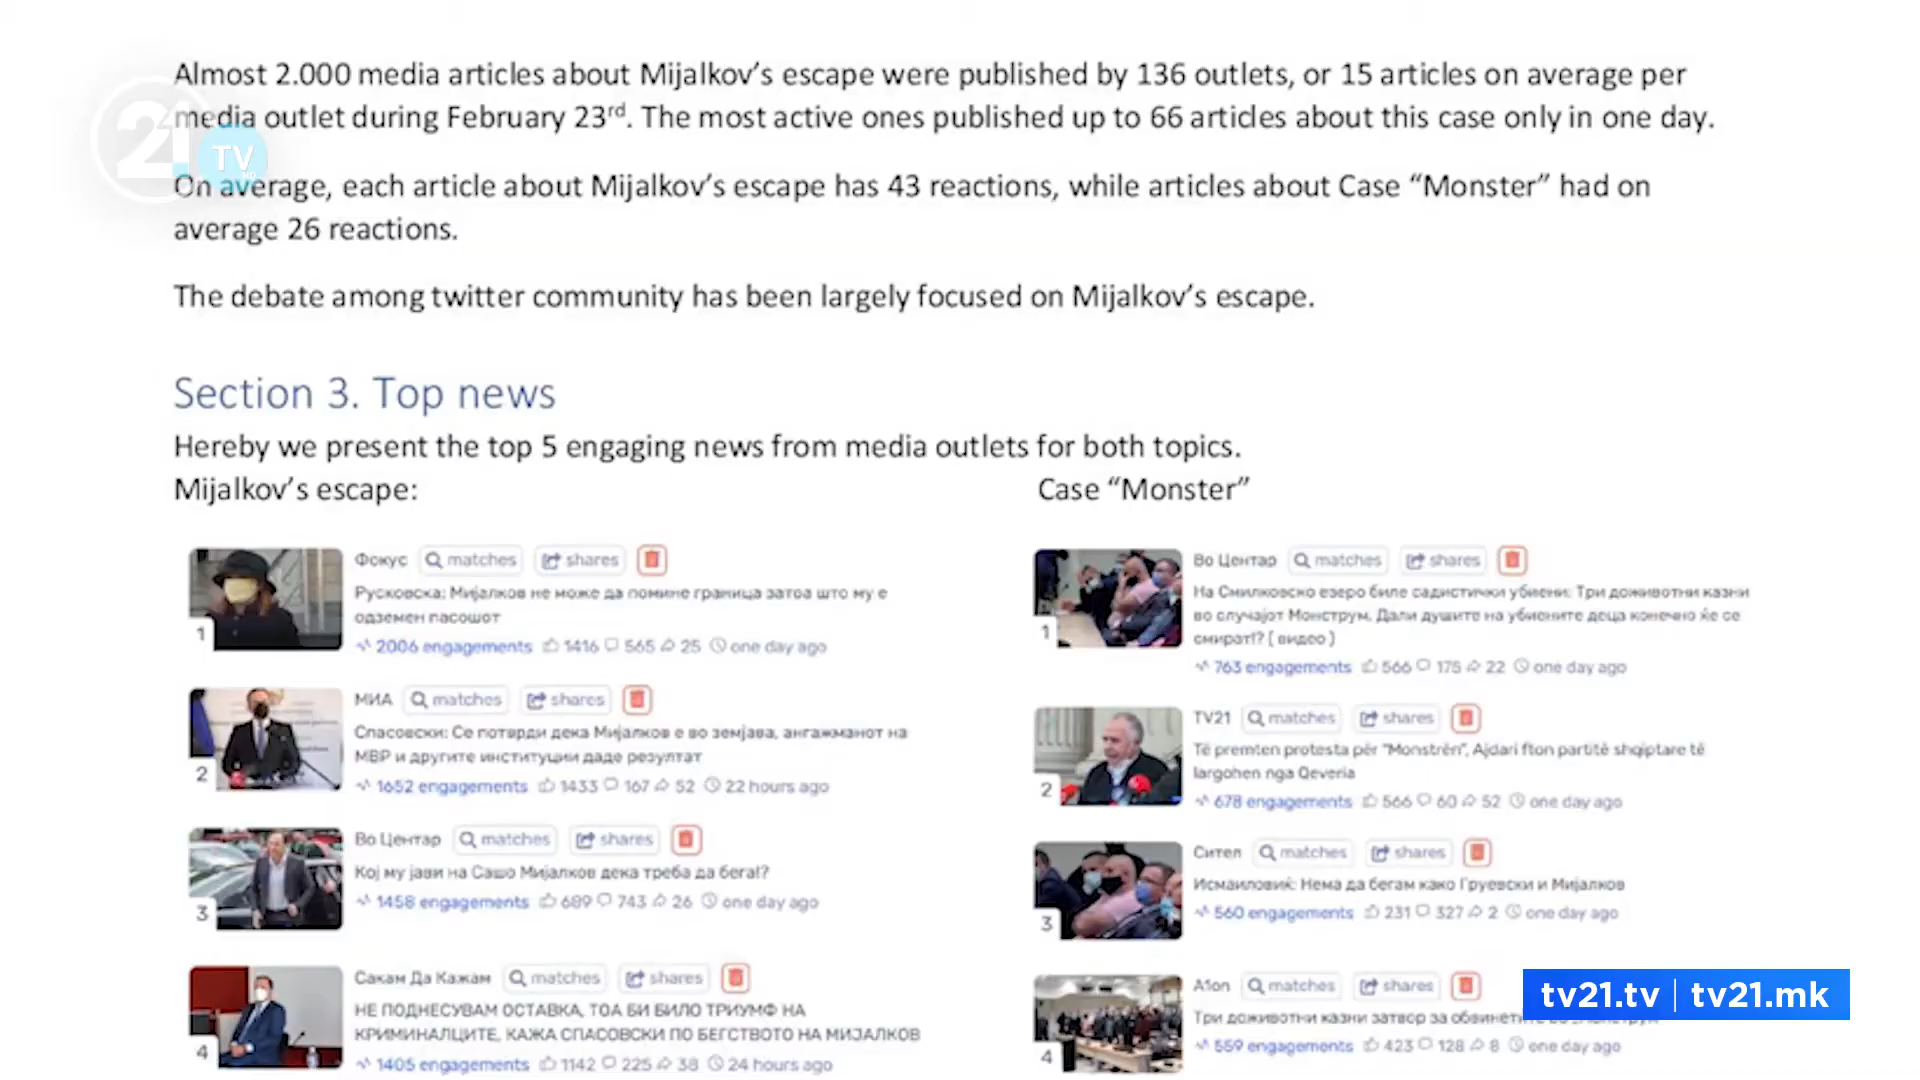 Almost 2.000 media articles about Mijalkov's escape were published by 136 outlets, or 15 articles on average per
media outlet during February 23rd. The most active ones published up to 66 articles about this case only in one day.
21 TV HD
On average, each article about Mijalkov's escape has 43 reactions, while articles about Case “Monster” had on
average 26 reactions.
The debate among twitter community has been largely focused on Mijalkov's escape.
Section 3. Top news
Hereby we present the top 5 engaging news from media outlets for both topics.
Mijalkov's escape:
Фокус matches shares
1
Русковска: Мијалков не може да помине граница затоа што му е
одземен пасошот
2006 engagements 1416 565 25 one day ago
МИА matches shares
2
Спасовски: Се потврди дека Мијалков е во земјава, ангажманот на
МВР и другите институции даде резултат
1652 engagements 1433 167 52 22 hours ago
Во Центар matches shares
3
Кој му јави на Сашо Мијалков дека треба да бега!?
1458 engagements 689 743 26 one day ago
Сакам Да Кажам matches shares
4
НЕ ПОДНЕСУВАМ ОСТАВКА, ТОА БИ БИЛО ТРИУМФ НА
КРИМИНАЛЦИТЕ, КАЖА СПАСОВСКИ ПО БЕГСТВОТО НА МИЈАЛКОВ
1405 engagements 1142 225 38 24 hours ago
Case “Monster”
Во Центар matches shares
1
На Смилковско езеро биле садистички убиени: Три доживотни казни
во случајот Монструм. Дали душите на убиените деца конечно ќе се
смират!? ( видео )
763 engagements 566 175 22 one day ago
TV21 matches shares
2
Të premten protesta për “Monstrën”, Ajdari fton partitë shqiptare të
largohen nga Qeveria
678 engagements 566 60 52 one day ago
Сител matches shares
3
Исмаиловиќ: Нема да бегам како Груевски и Мијалков
560 engagements 231 327 2 one day ago
A1on matches shares
4
Три доживотни казни затвор за обвинети
559 engagements 423 128 8 one day ago
tv21.tv | tv21.mk